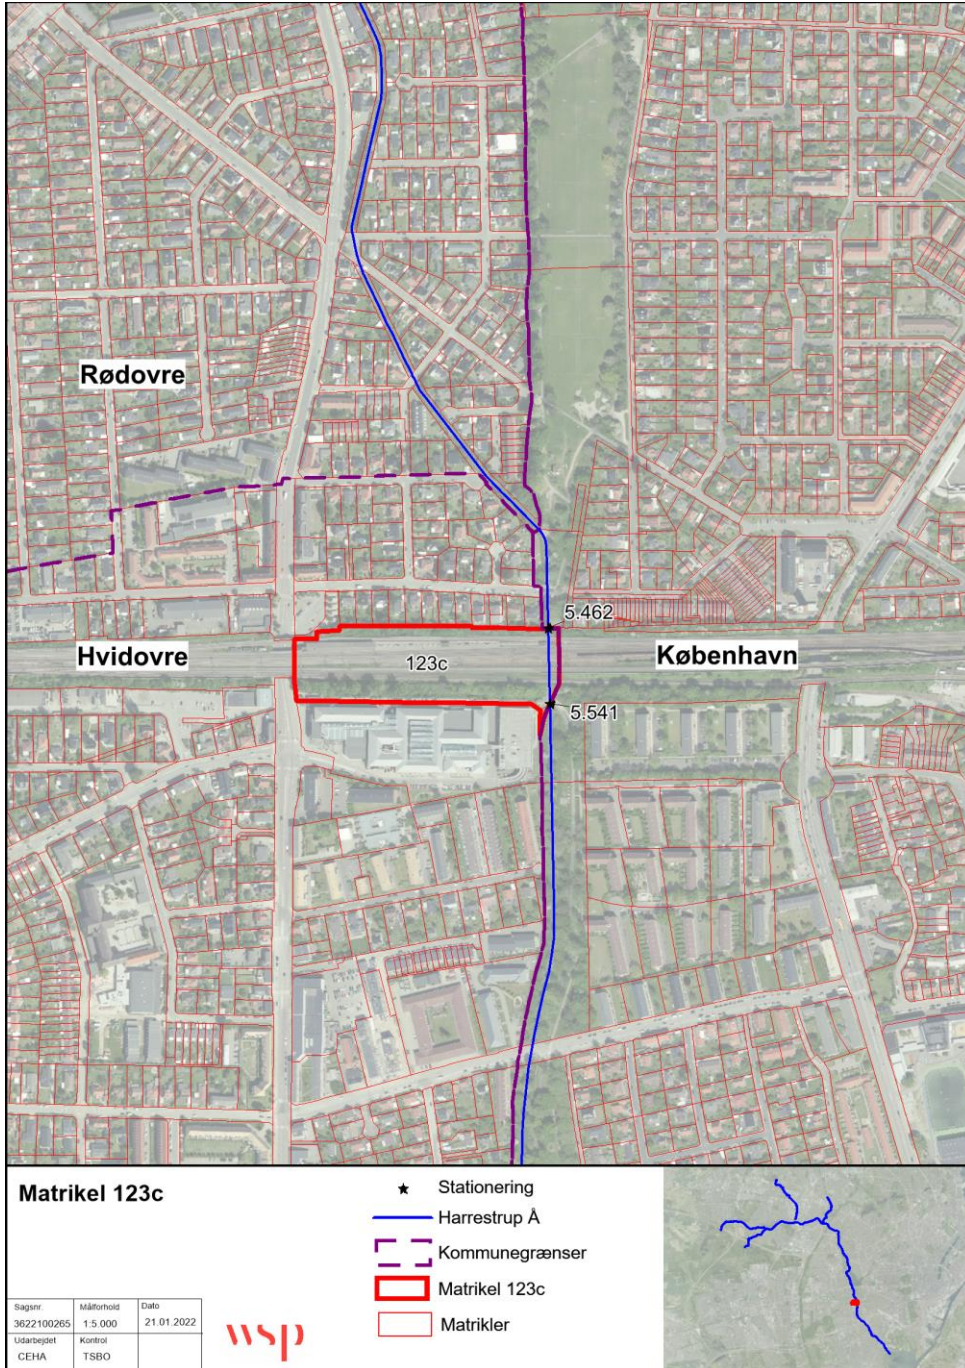 Rødovre
5.462
Hvidovre
123c
København
5.541
Matrikel 123c
Stationering
Harrestrup Å
Kommunegrænser
Matrikel 123c
Matrikler
Sagsnr. Målforhold Dato
3622100265 1:5.000 21.01.2022
Udarbejdet Kontrol
CEHA TSBO
wsp